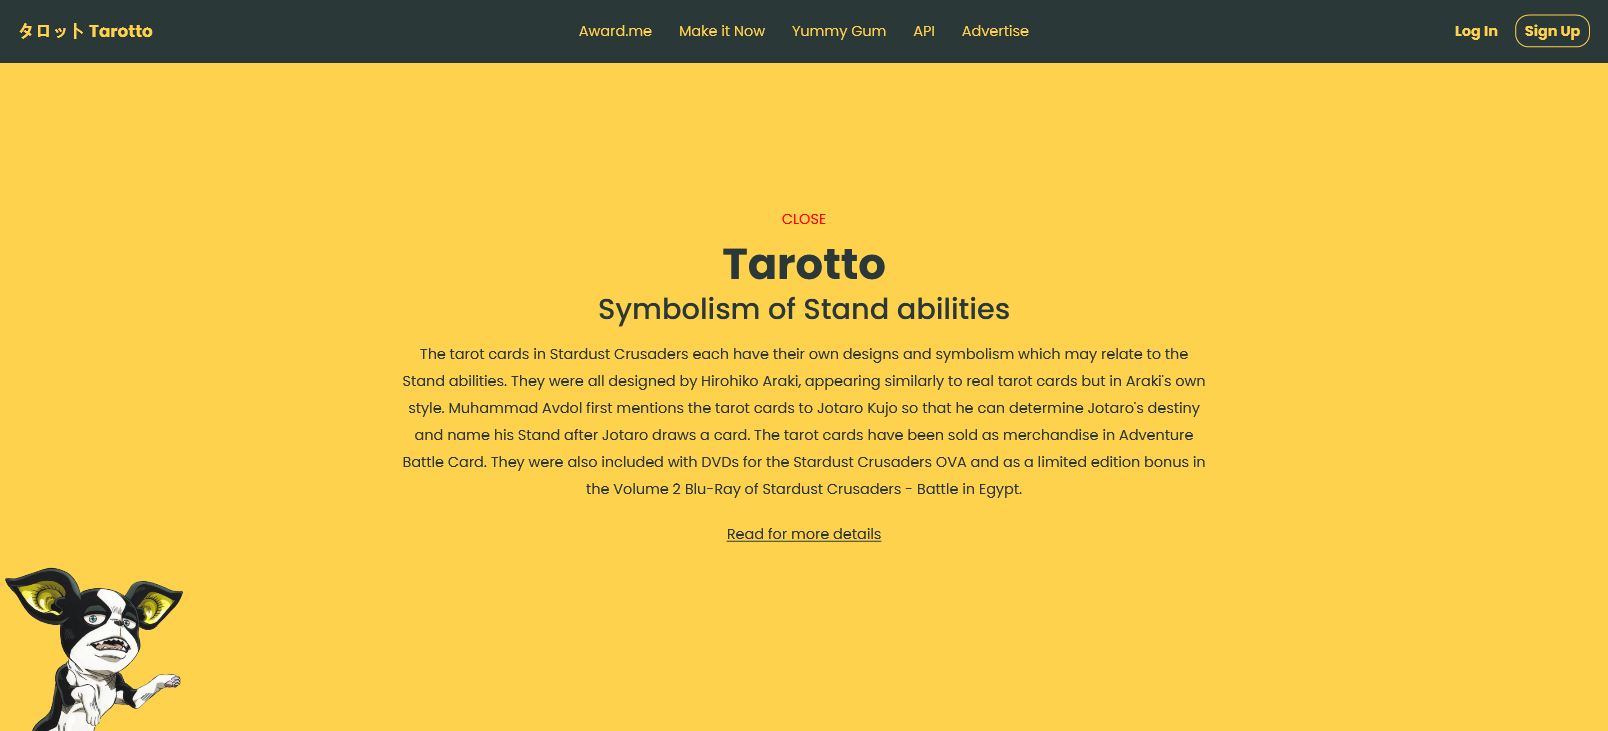 タロット Tarotto
Award.me
Make it Now
Yummy Gum
API
Advertise
Log In
Sign Up
CLOSE
Tarotto
Symbolism of Stand abilities
The tarot cards in Stardust Crusaders each have their own designs and symbolism which may relate to the
Stand abilities. They were all designed by Hirohiko Araki, appearing similarly to real tarot cards but in Araki's own
style. Muhammad Avdol first mentions the tarot cards to Jotaro Kujo so that he can determine Jotaro's destiny
and name his Stand after Jotaro draws a card. The tarot cards have been sold as merchandise in Adventure
Battle Card. They were also included with DVDs for the Stardust Crusaders OVA and as a limited edition bonus in
the Volume 2 Blu-Ray of Stardust Crusaders - Battle in Egypt.
Read for more details